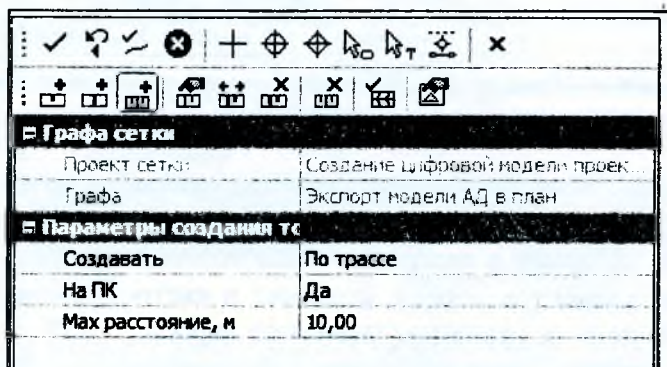 Графа сетки
Проект сетки Создание цифровой модели проек...
Графа Экспорт модели АД в план
Параметры создания то
Создавать По трассе
На ПК Да
Max расстояние, м 10,00